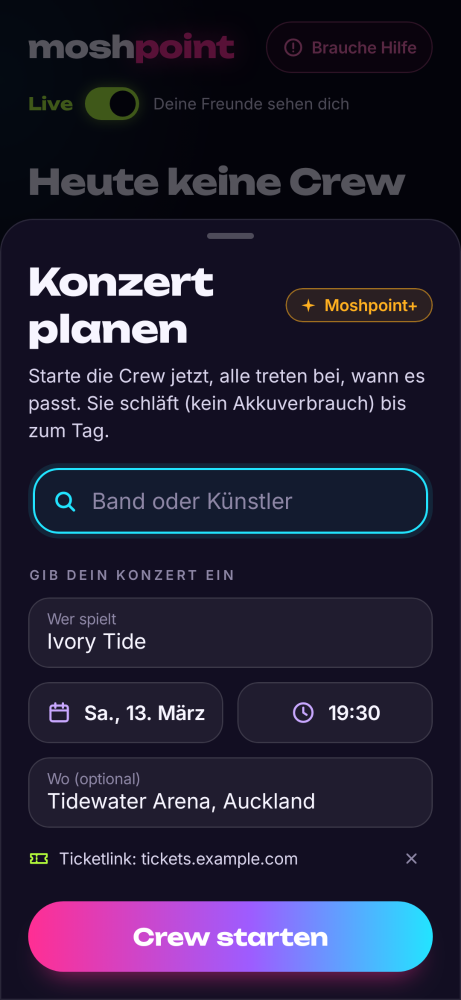 moshpoint
Brauche Hilfe
Live
Deine Freunde sehen dich
Heute keine Crew
Konzert
planen
Moshpoint+
Starte die Crew jetzt, alle treten bei, wann es
passt. Sie schläft (kein Akkuverbrauch) bis
zum Tag.
Band oder Künstler
GIB DEIN KONZERT EIN
Wer spielt
Ivory Tide
Sa., 13. März
19:30
Wo (optional)
Tidewater Arena, Auckland
Ticketlink: tickets.example.com
Crew starten